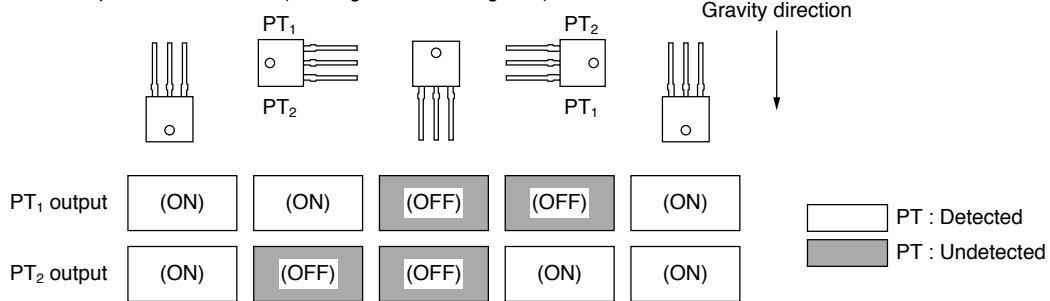 Gravity direction
PT₁
PT₂
PT₂
PT₁
PT₁ output (ON) (ON) (OFF) (OFF) (ON)
PT₂ output (ON) (OFF) (OFF) (ON) (ON)
PT : Detected
PT : Undetected